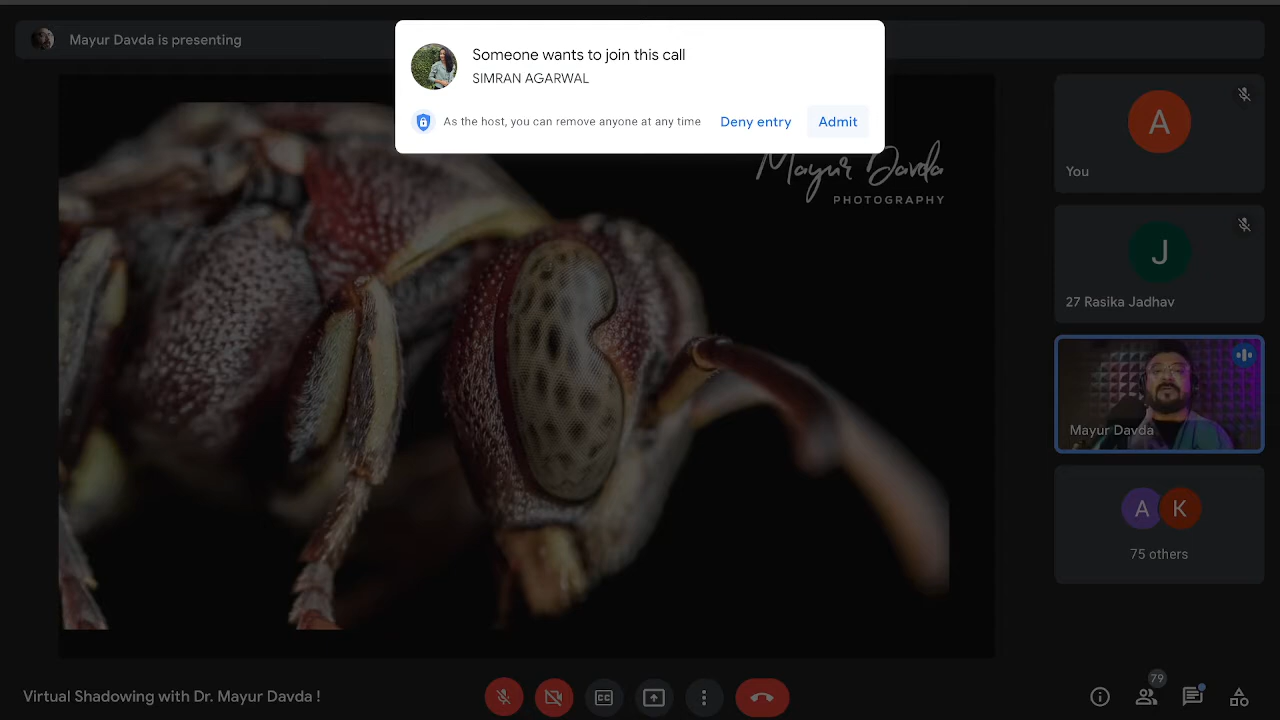 Mayur Davda is presenting
Someone wants to join this call
SIMRAN AGARWAL
As the host, you can remove anyone at any time
Deny entry
Admit
Mayur Davda
PHOTOGRAPHY
A
You
J
27 Rasika Jadhav
Mayur Davda
A
K
75 others
Virtual Shadowing with Dr. Mayur Davda !
CC
79